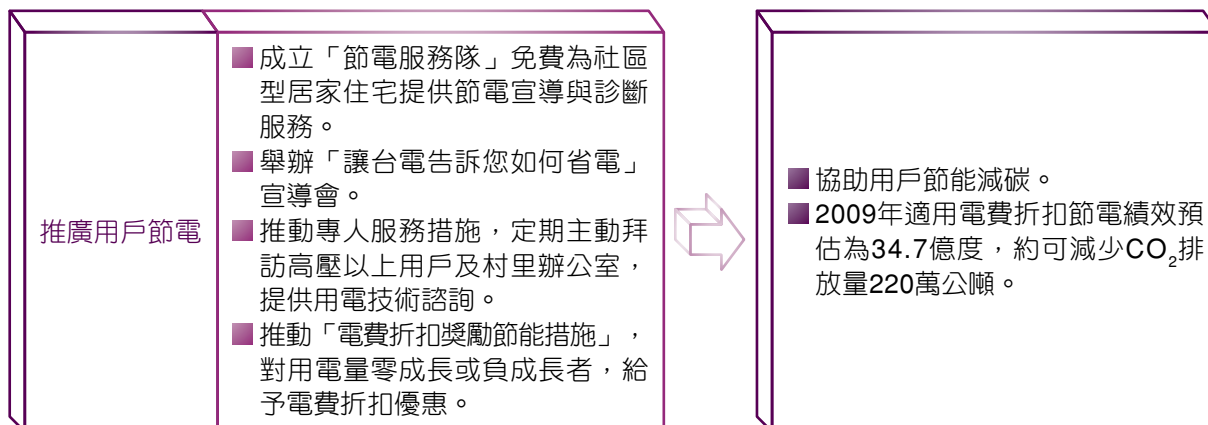 推廣用戶節電
成立「節電服務隊」免費為社區
型居家住宅提供節電宣導與診斷
服務。
舉辦「讓台電告訴您如何省電」
宣導會。
推動專人服務措施，定期主動拜
訪高壓以上用戶及村里辦公室，
提供用電技術諮詢。
推動「電費折扣獎勵節能措施」，
對用電量零成長或負成長者，給
予電費折扣優惠。
協助用戶節能減碳。
2009年適用電費折扣節電績效預
估為34.7億度，約可減少CO₂排
放量220萬公噸。